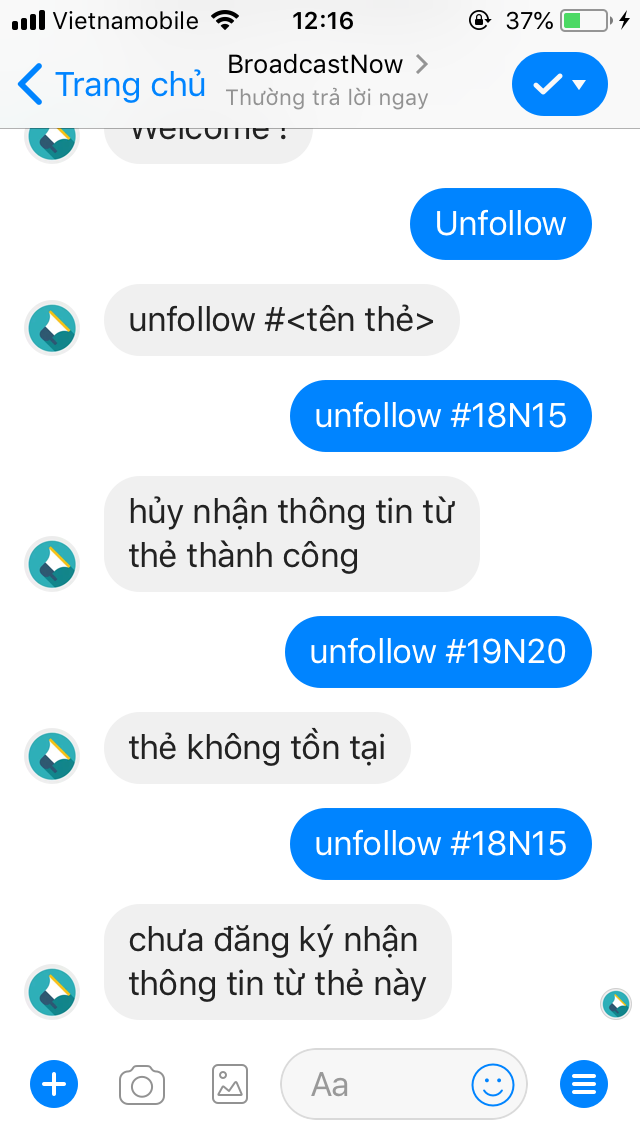 Vietnamobile 12:16 37%
Trang chủ
BroadcastNow
Thường trả lời ngay
Welcome !
Unfollow
unfollow #<tên thẻ>
unfollow #18N15
hủy nhận thông tin từ
thẻ thành công
unfollow #19N20
thẻ không tồn tại
unfollow #18N15
chưa đăng ký nhận
thông tin từ thẻ này
Aa